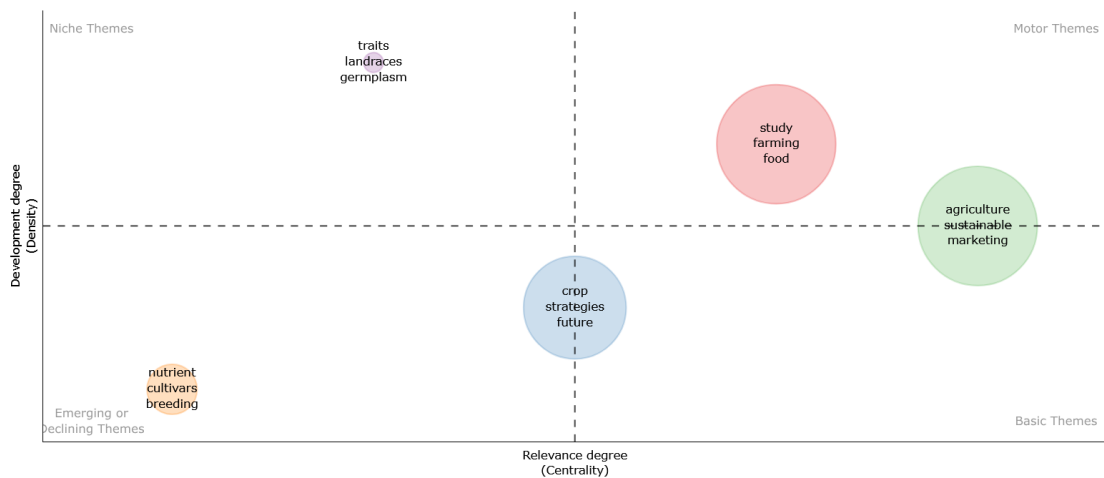 Niche Themes
Motor Themes
traits
landraces
germplasm
study
farming
food
agriculture
sustainable
marketing
crop
strategies
future
nutrient
cultivars
breeding
Emerging or
Declining Themes
Basic Themes
Development degree
(Density)
Relevance degree
(Centrality)